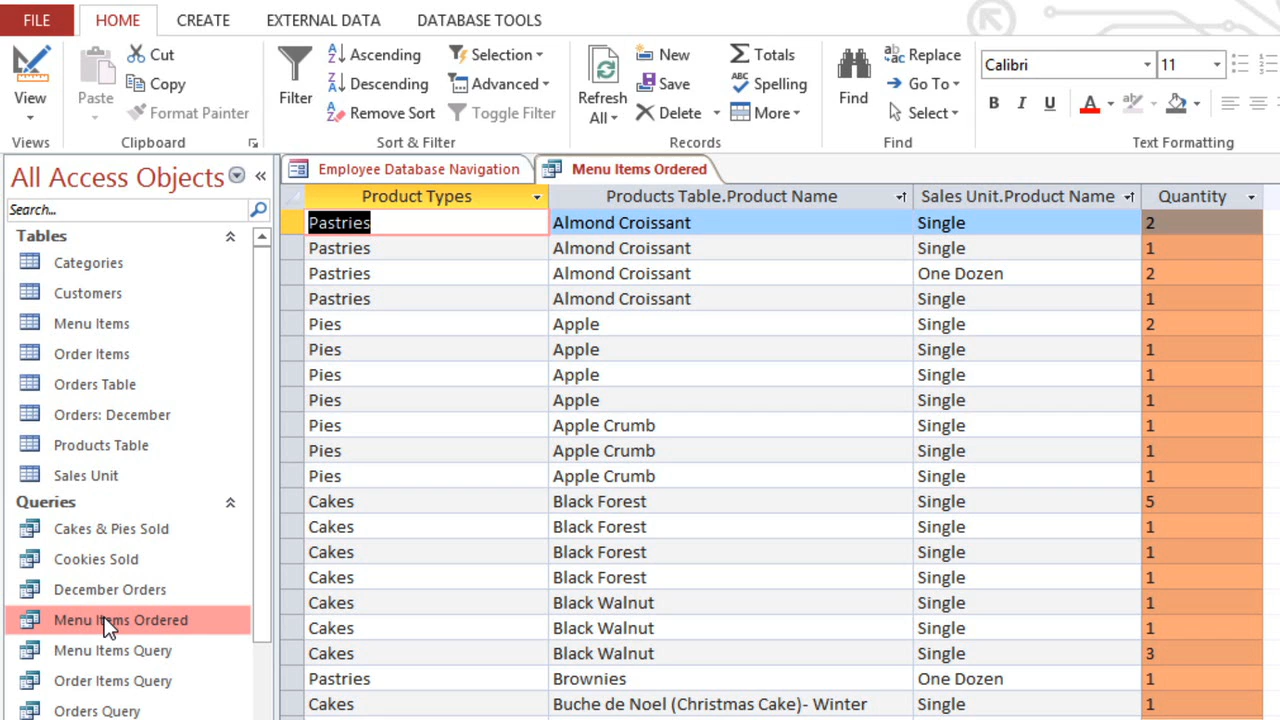 FILE HOME CREATE EXTERNAL DATA DATABASE TOOLS
View
Views
Paste
Cut
Copy
Format Painter
Clipboard
Filter
Ascending
Descending
Remove Sort
Selection
Advanced
Toggle Filter
Sort & Filter
Refresh All
New
Save
Delete
Totals
Spelling
More
Records
Find
Replace
Go To
Select
Find
Calibri 11
B I U A
Text Formatting
All Access Objects
Search...
Tables
Categories
Customers
Menu Items
Order Items
Orders Table
Orders: December
Products Table
Sales Unit
Queries
Cakes & Pies Sold
Cookies Sold
December Orders
Menu Items Ordered
Menu Items Query
Order Items Query
Orders Query
Employee Database Navigation Menu Items Ordered
Product Types Products Table.Product Name Sales Unit.Product Name Quantity
Pastries Almond Croissant Single 2
Pastries Almond Croissant Single 1
Pastries Almond Croissant One Dozen 2
Pastries Almond Croissant Single 1
Pies Apple Single 2
Pies Apple Single 1
Pies Apple Single 1
Pies Apple Single 1
Pies Apple Crumb Single 1
Pies Apple Crumb Single 1
Pies Apple Crumb Single 1
Cakes Black Forest Single 5
Cakes Black Forest Single 1
Cakes Black Forest Single 1
Cakes Black Forest Single 1
Cakes Black Walnut Single 1
Cakes Black Walnut Single 1
Cakes Black Walnut Single 3
Pastries Brownies One Dozen 1
Cakes Buche de Noel (Christmas Cake)- Winter Single 1